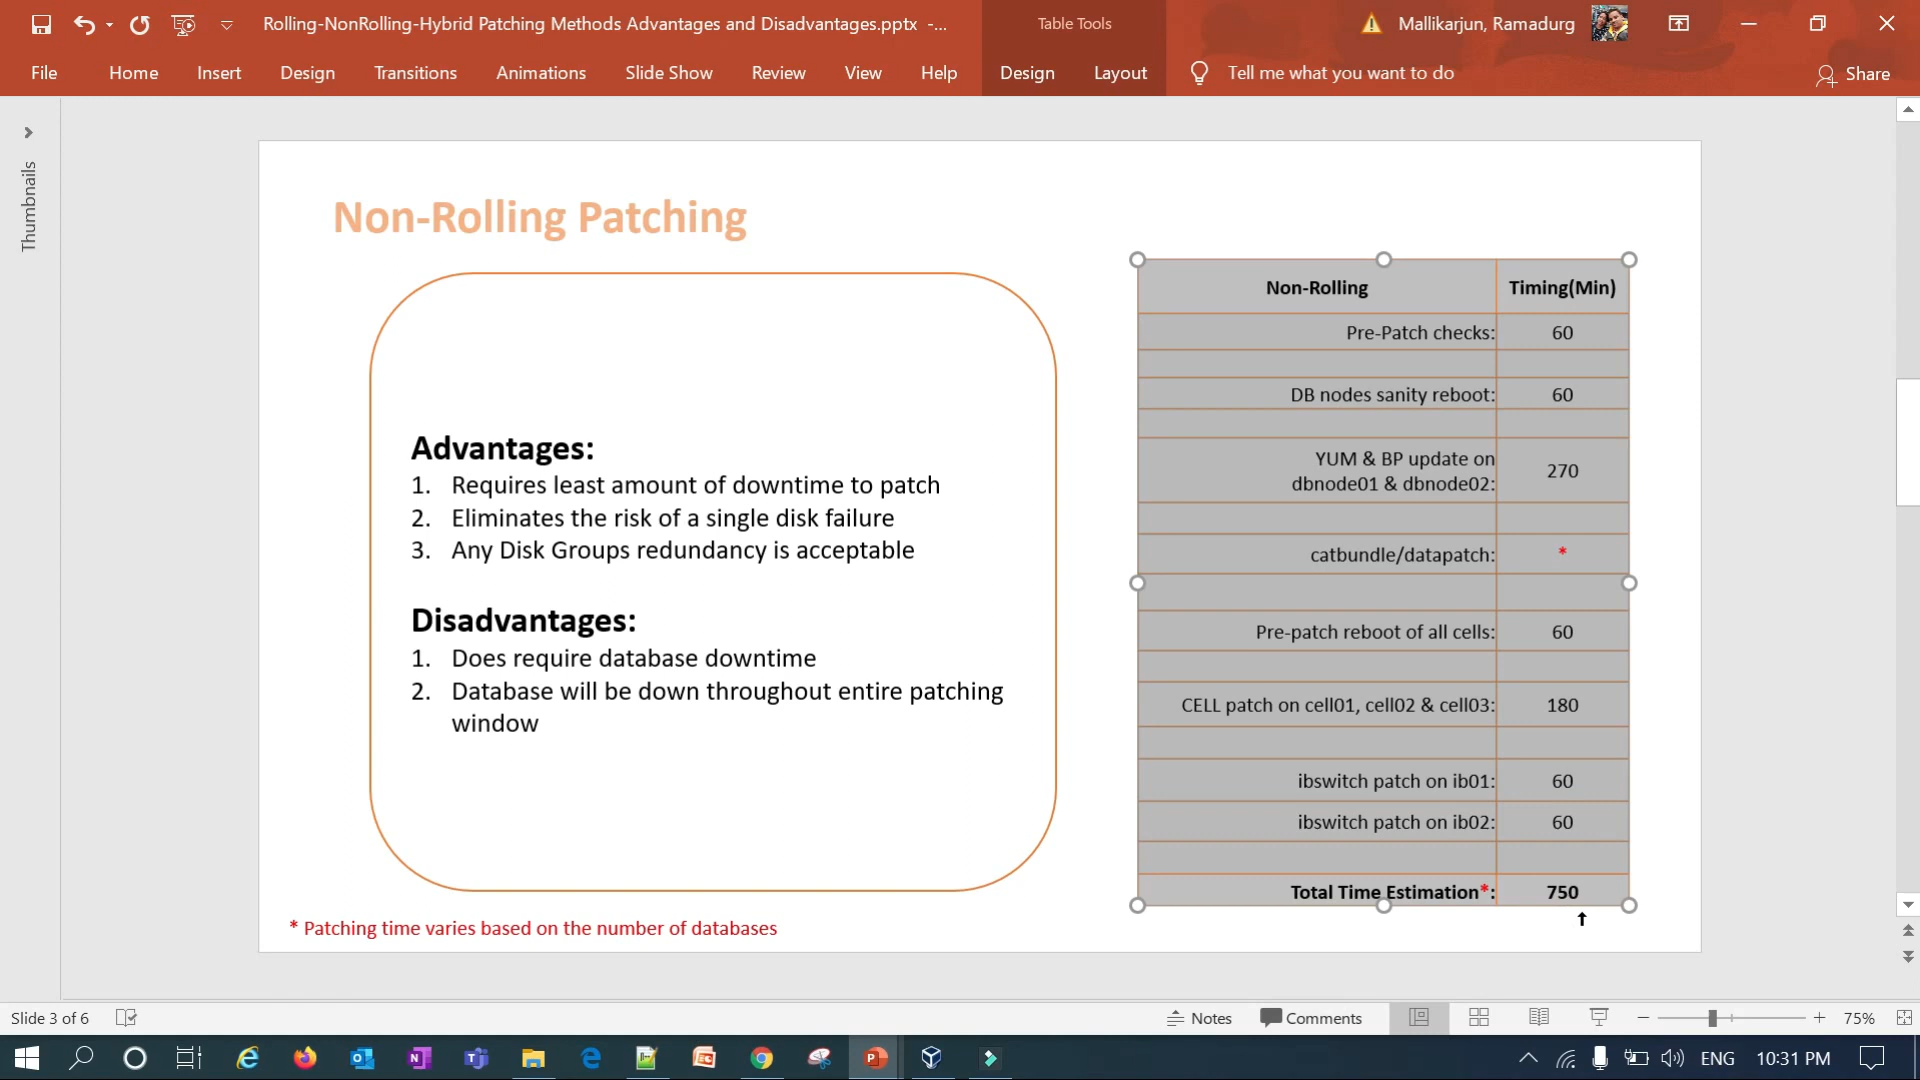 Rolling-NonRolling-Hybrid Patching Methods Advantages and Disadvantages.pptx -...
Table Tools
Mallikarjun, Ramadurg
File Home Insert Design Transitions Animations Slide Show Review View Help Design Layout Tell me what you want to do Share
Thumbnails
Non-Rolling Patching
Advantages:
1. Requires least amount of downtime to patch
2. Eliminates the risk of a single disk failure
3. Any Disk Groups redundancy is acceptable
Disadvantages:
1. Does require database downtime
2. Database will be down throughout entire patching
window
* Patching time varies based on the number of databases
Non-Rolling Timing(Min)
Pre-Patch checks: 60
DB nodes sanity reboot: 60
YUM & BP update on
dbnode01 & dbnode02: 270
catbundle/datapatch: *
Pre-patch reboot of all cells: 60
CELL patch on cell01, cell02 & cell03: 180
ibswitch patch on ib01: 60
ibswitch patch on ib02: 60
Total Time Estimation*: 750
Slide 3 of 6 Notes Comments 75%
ENG 10:31 PM